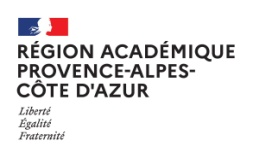 RÉGION ACADÉMIQUE
PROVENCE-ALPES-
CÔTE D'AZUR
Liberté
Égalité
Fraternité